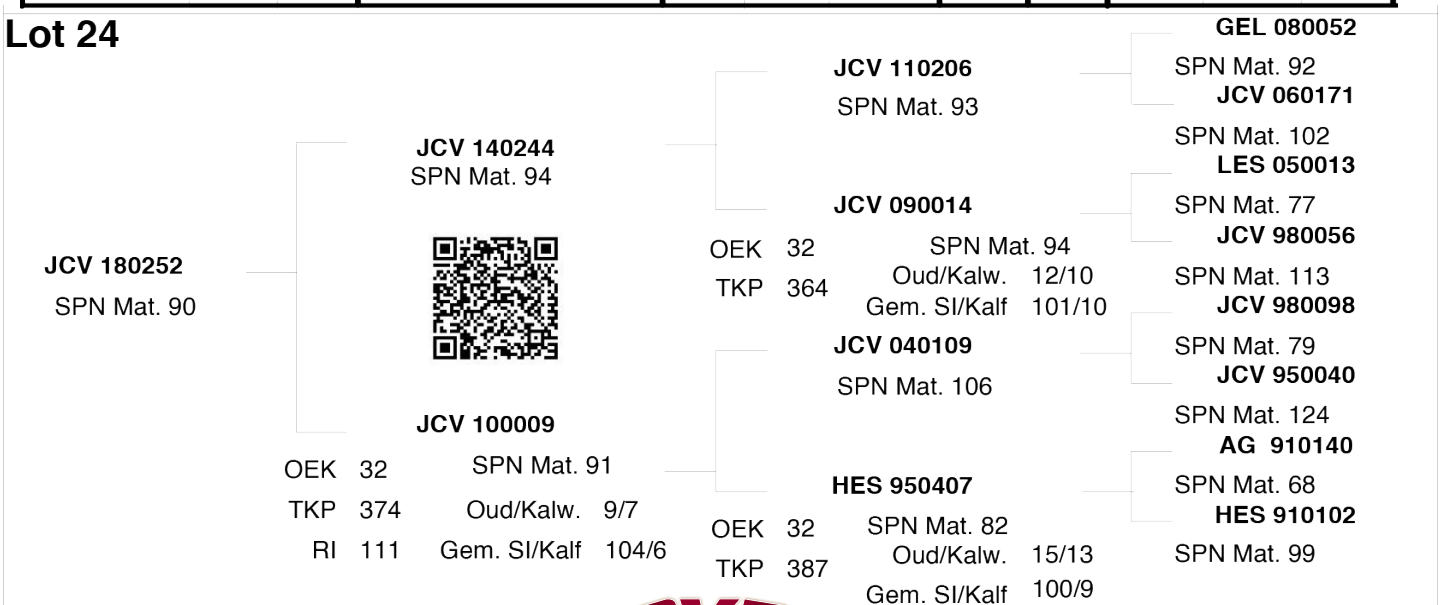 Lot 24
JCV 180252
SPN Mat. 90
JCV 140244
SPN Mat. 94
JCV 100009
OEK 32 SPN Mat. 91
TKP 374 Oud/Kalw. 9/7
RI 111 Gem. SI/Kalf 104/6
JCV 110206
SPN Mat. 93
JCV 090014
OEK 32 SPN Mat. 94
Oud/Kalw. 12/10
TKP 364
Gem. SI/Kalf 101/10
JCV 040109
SPN Mat. 106
HES 950407
OEK 32 SPN Mat. 82
Oud/Kalw. 15/13
TKP 387
Gem. SI/Kalf 100/9
GEL 080052
SPN Mat. 92
JCV 060171
SPN Mat. 102
LES 050013
SPN Mat. 77
JCV 980056
SPN Mat. 113
JCV 980098
SPN Mat. 79
JCV 950040
SPN Mat. 124
AG 910140
SPN Mat. 68
HES 910102
SPN Mat. 99